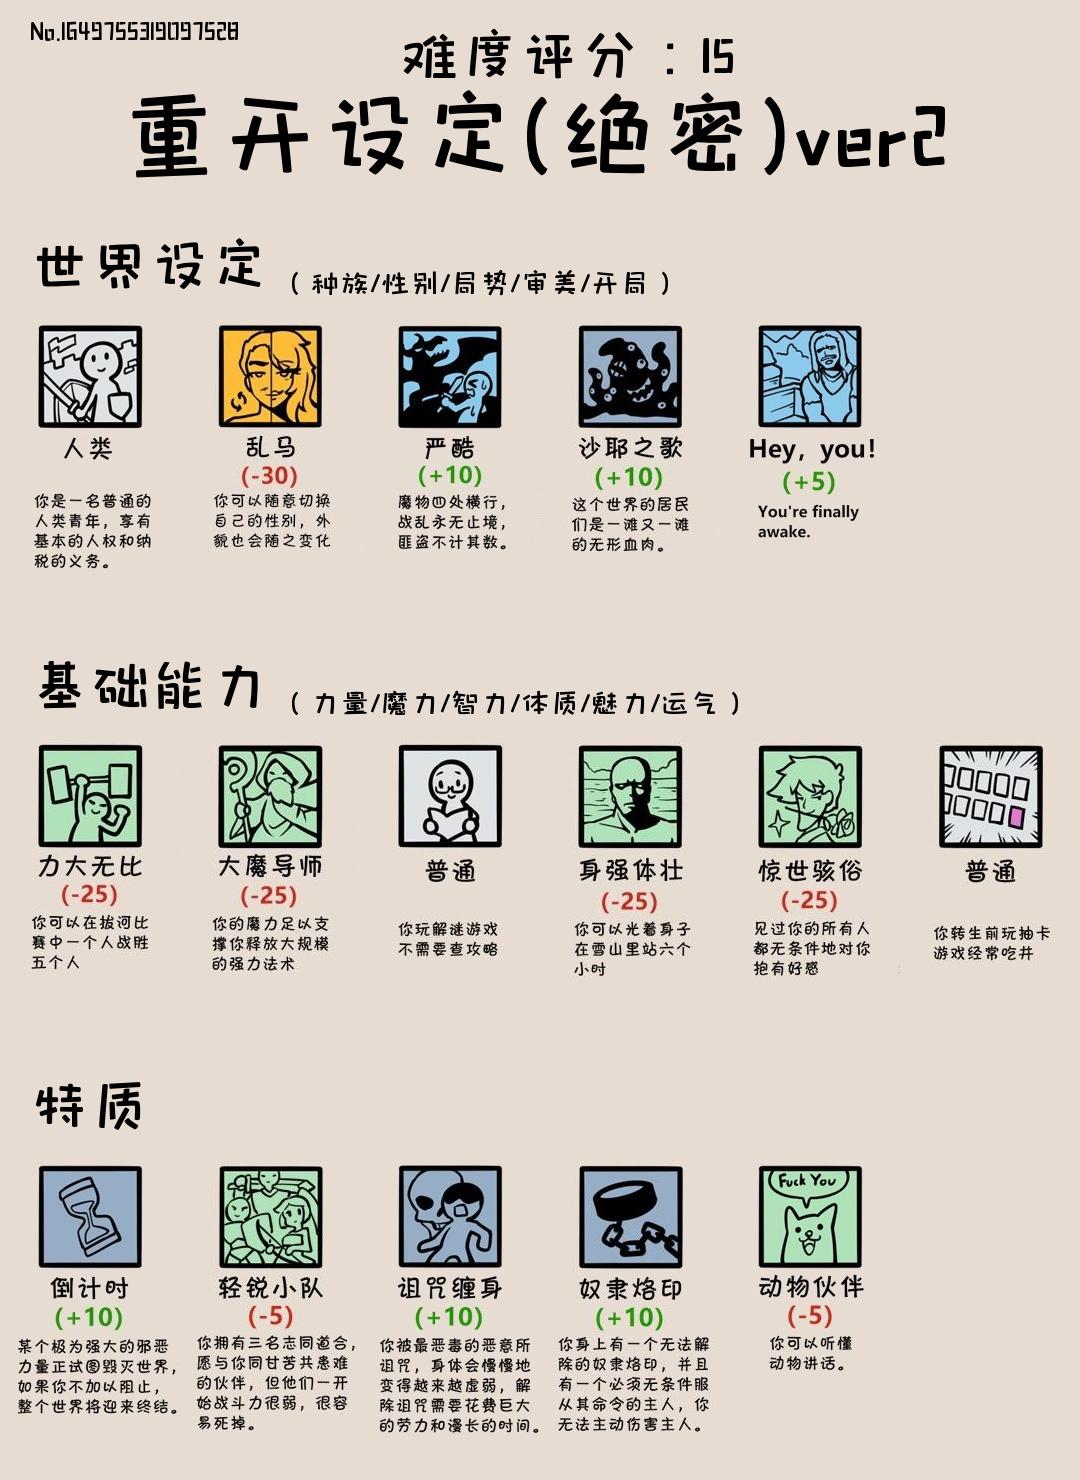 No.1649755319097528
难度评分：15
重开设定(绝密)ver2
世界设定（种族/性别/局势/审美/开局）
人类
你是一名普通的
人类青年，享有
基本的人权和纳
税的义务。
乱马
(-30)
你可以随意切换
自己的性别，外
貌也会随之变化
严酷
(+10)
魔物四处横行，
战乱永无止境，
匪盗不计其数。
沙耶之歌
(+10)
这个世界的居民
们是一滩又一滩
的无形血肉。
Hey, you!
(+5)
You're finally
awake.
基础能力（力量/魔力/智力/体质/魅力/运气）
力大无比
(-25)
你可以在拔河比
赛中一个人战胜
五个人
大魔导师
(-25)
你的魔力足以支
撑你释放大规模
的强力法术
普通
你玩解谜游戏
不需要查攻略
身强体壮
(-25)
你可以光着身子
在雪山里站六个
小时
惊世骇俗
(-25)
见过你的所有人
都无条件地对你
抱有好感
普通
你转生前玩抽卡
游戏经常吃井
特质
倒计时
(+10)
某个极为强大的邪恶
力量正试图毁灭世界，
如果你不加以阻止，
整个世界将迎来终结。
轻锐小队
(-5)
你拥有三名志同道合，
愿与你同甘苦共患难
的伙伴，但他们一开
始战斗力很弱，很容
易死掉。
诅咒缠身
(+10)
你被最恶毒的恶意所
诅咒，身体会慢慢地
变得越来越虚弱，解
除诅咒需要花费巨大
的劳力和漫长的时间。
奴隶烙印
(+10)
你身上有一个无法解
除的奴隶烙印，并且
有一个必须无条件服
从其命令的主人，你
无法主动伤害主人。
Fuck You
动物伙伴
(-5)
你可以听懂
动物讲话。